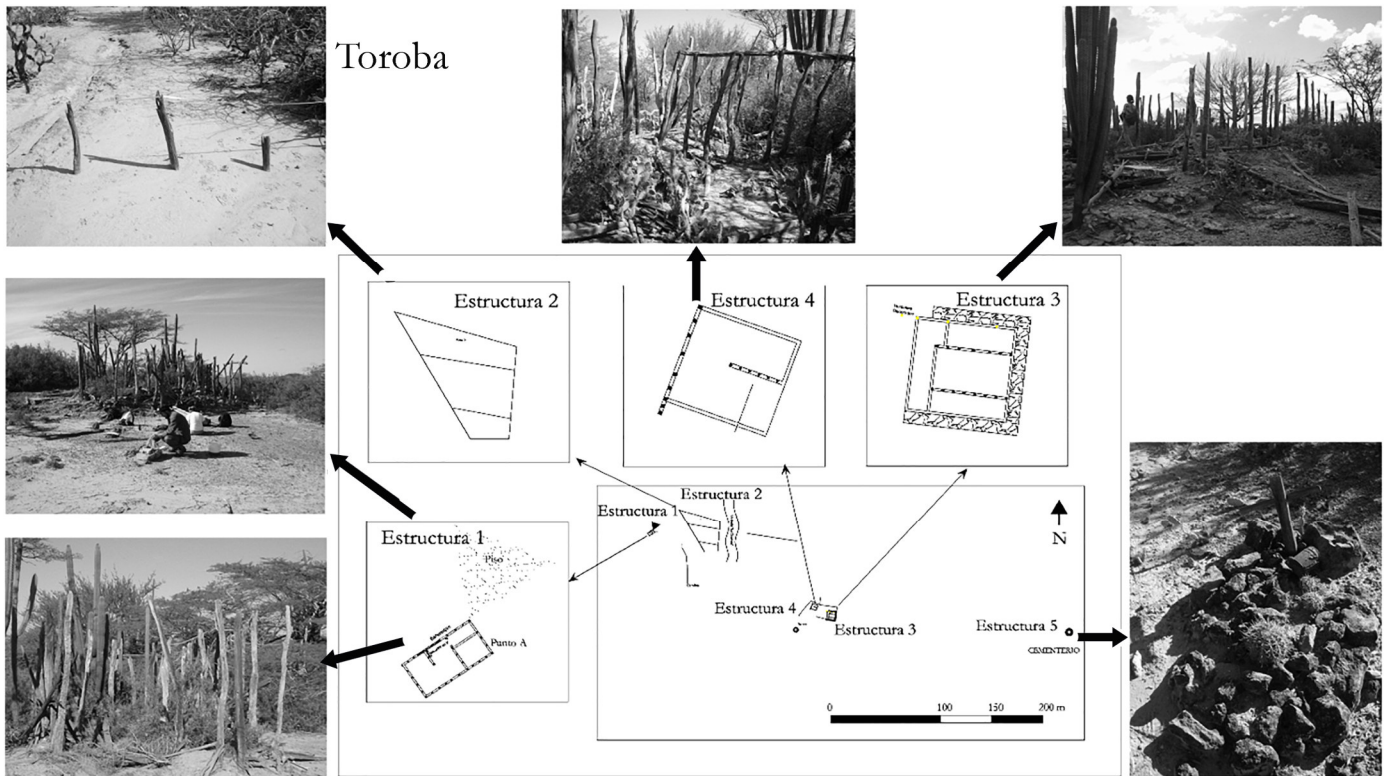 Toroba
Estructura 2
Estructura 4
Estructura 3
Estructura 1
Piso
Punto A
Estructura 2
Estructura 1
N
Estructura 4
Estructura 3
Estructura 5
CEMENTERIO
0 100 150 200 m